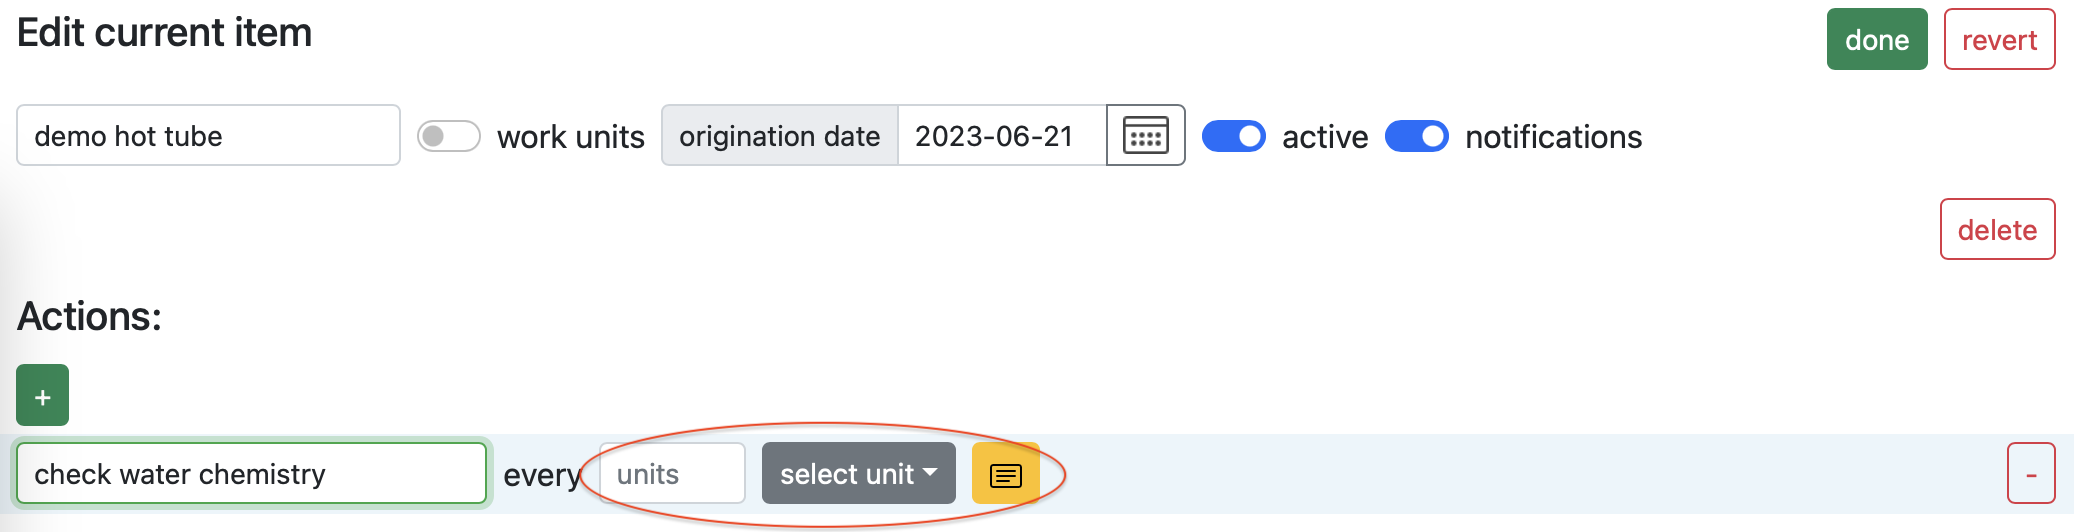 Edit current item done revert
demo hot tube work units origination date 2023-06-21 active notifications
delete
Actions:
+
check water chemistry every units select unit -